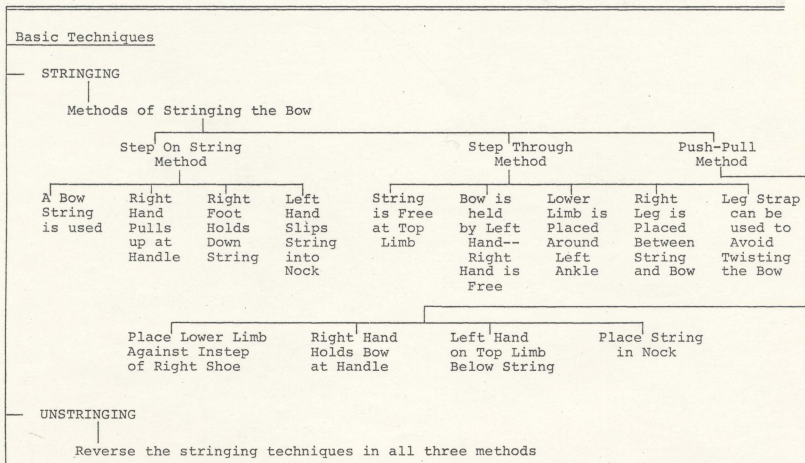 Basic Techniques
STRINGING
Methods of Stringing the Bow
Step On String
Method
Step Through
Method
Push-Pull
Method
A Bow
String
is used
Right
Hand
Pulls
up at
Handle
Right
Foot
Holds
Down
String
Left
Hand
Slips
String
into
Nock
String
is Free
at Top
Limb
Bow is
held
by Left
Hand--
Right
Hand is
Free
Lower
Limb is
Placed
Around
Left
Ankle
Right
Leg is
Placed
Between
String
and Bow
Leg Strap
can be
used to
Avoid
Twisting
the Bow
Place Lower Limb
Against Instep
of Right Shoe
Right Hand
Holds Bow
at Handle
Left Hand
on Top Limb
Below String
Place String
in Nock
UNSTRINGING
Reverse the stringing techniques in all three methods